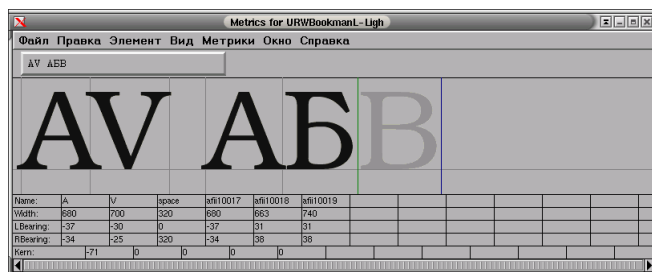 Metrics for URWBookmanL-Ligh
Файл Правка Элемент Вид Метрики Окно Справка
AV АБВ
AV АБВ
Name: A V space afii10017 afii10018 afii10019
Width: 680 700 320 680 663 740
LBearing: -37 -30 0 -37 31 31
RBearing: -34 -25 320 -34 38 38
Kern: -71 0 0 0 0